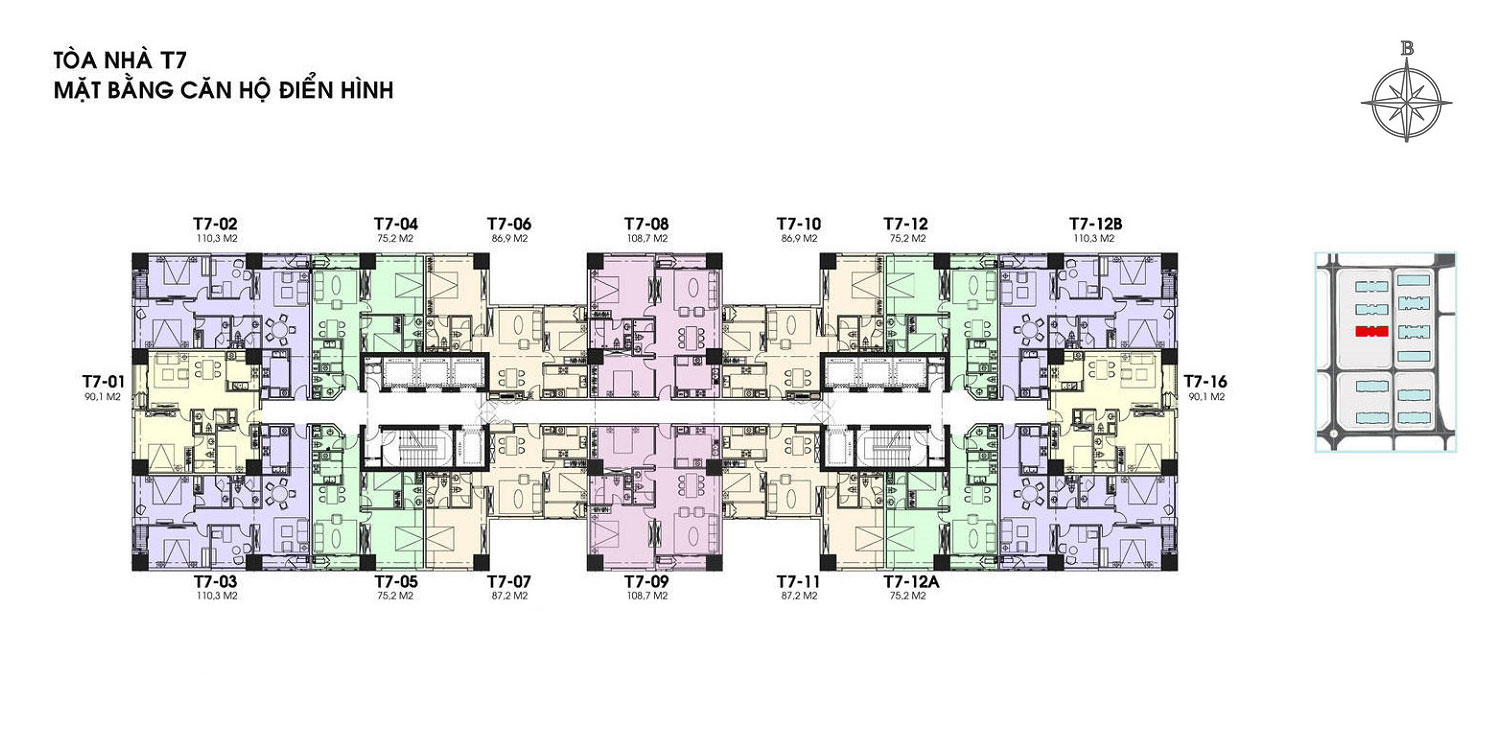 TÒA NHÀ T7
MẶT BẰNG CĂN HỘ ĐIỂN HÌNH
B
T7-02
110,3 M2
T7-04
75,2 M2
T7-06
86,9 M2
T7-08
108,7 M2
T7-10
86,9 M2
T7-12
75,2 M2
T7-12B
110,3 M2
T7-01
90,1 M2
T7-16
90,1 M2
T7-03
110,3 M2
T7-05
75,2 M2
T7-07
87,2 M2
T7-09
108,7 M2
T7-11
87,2 M2
T7-12A
75,2 M2